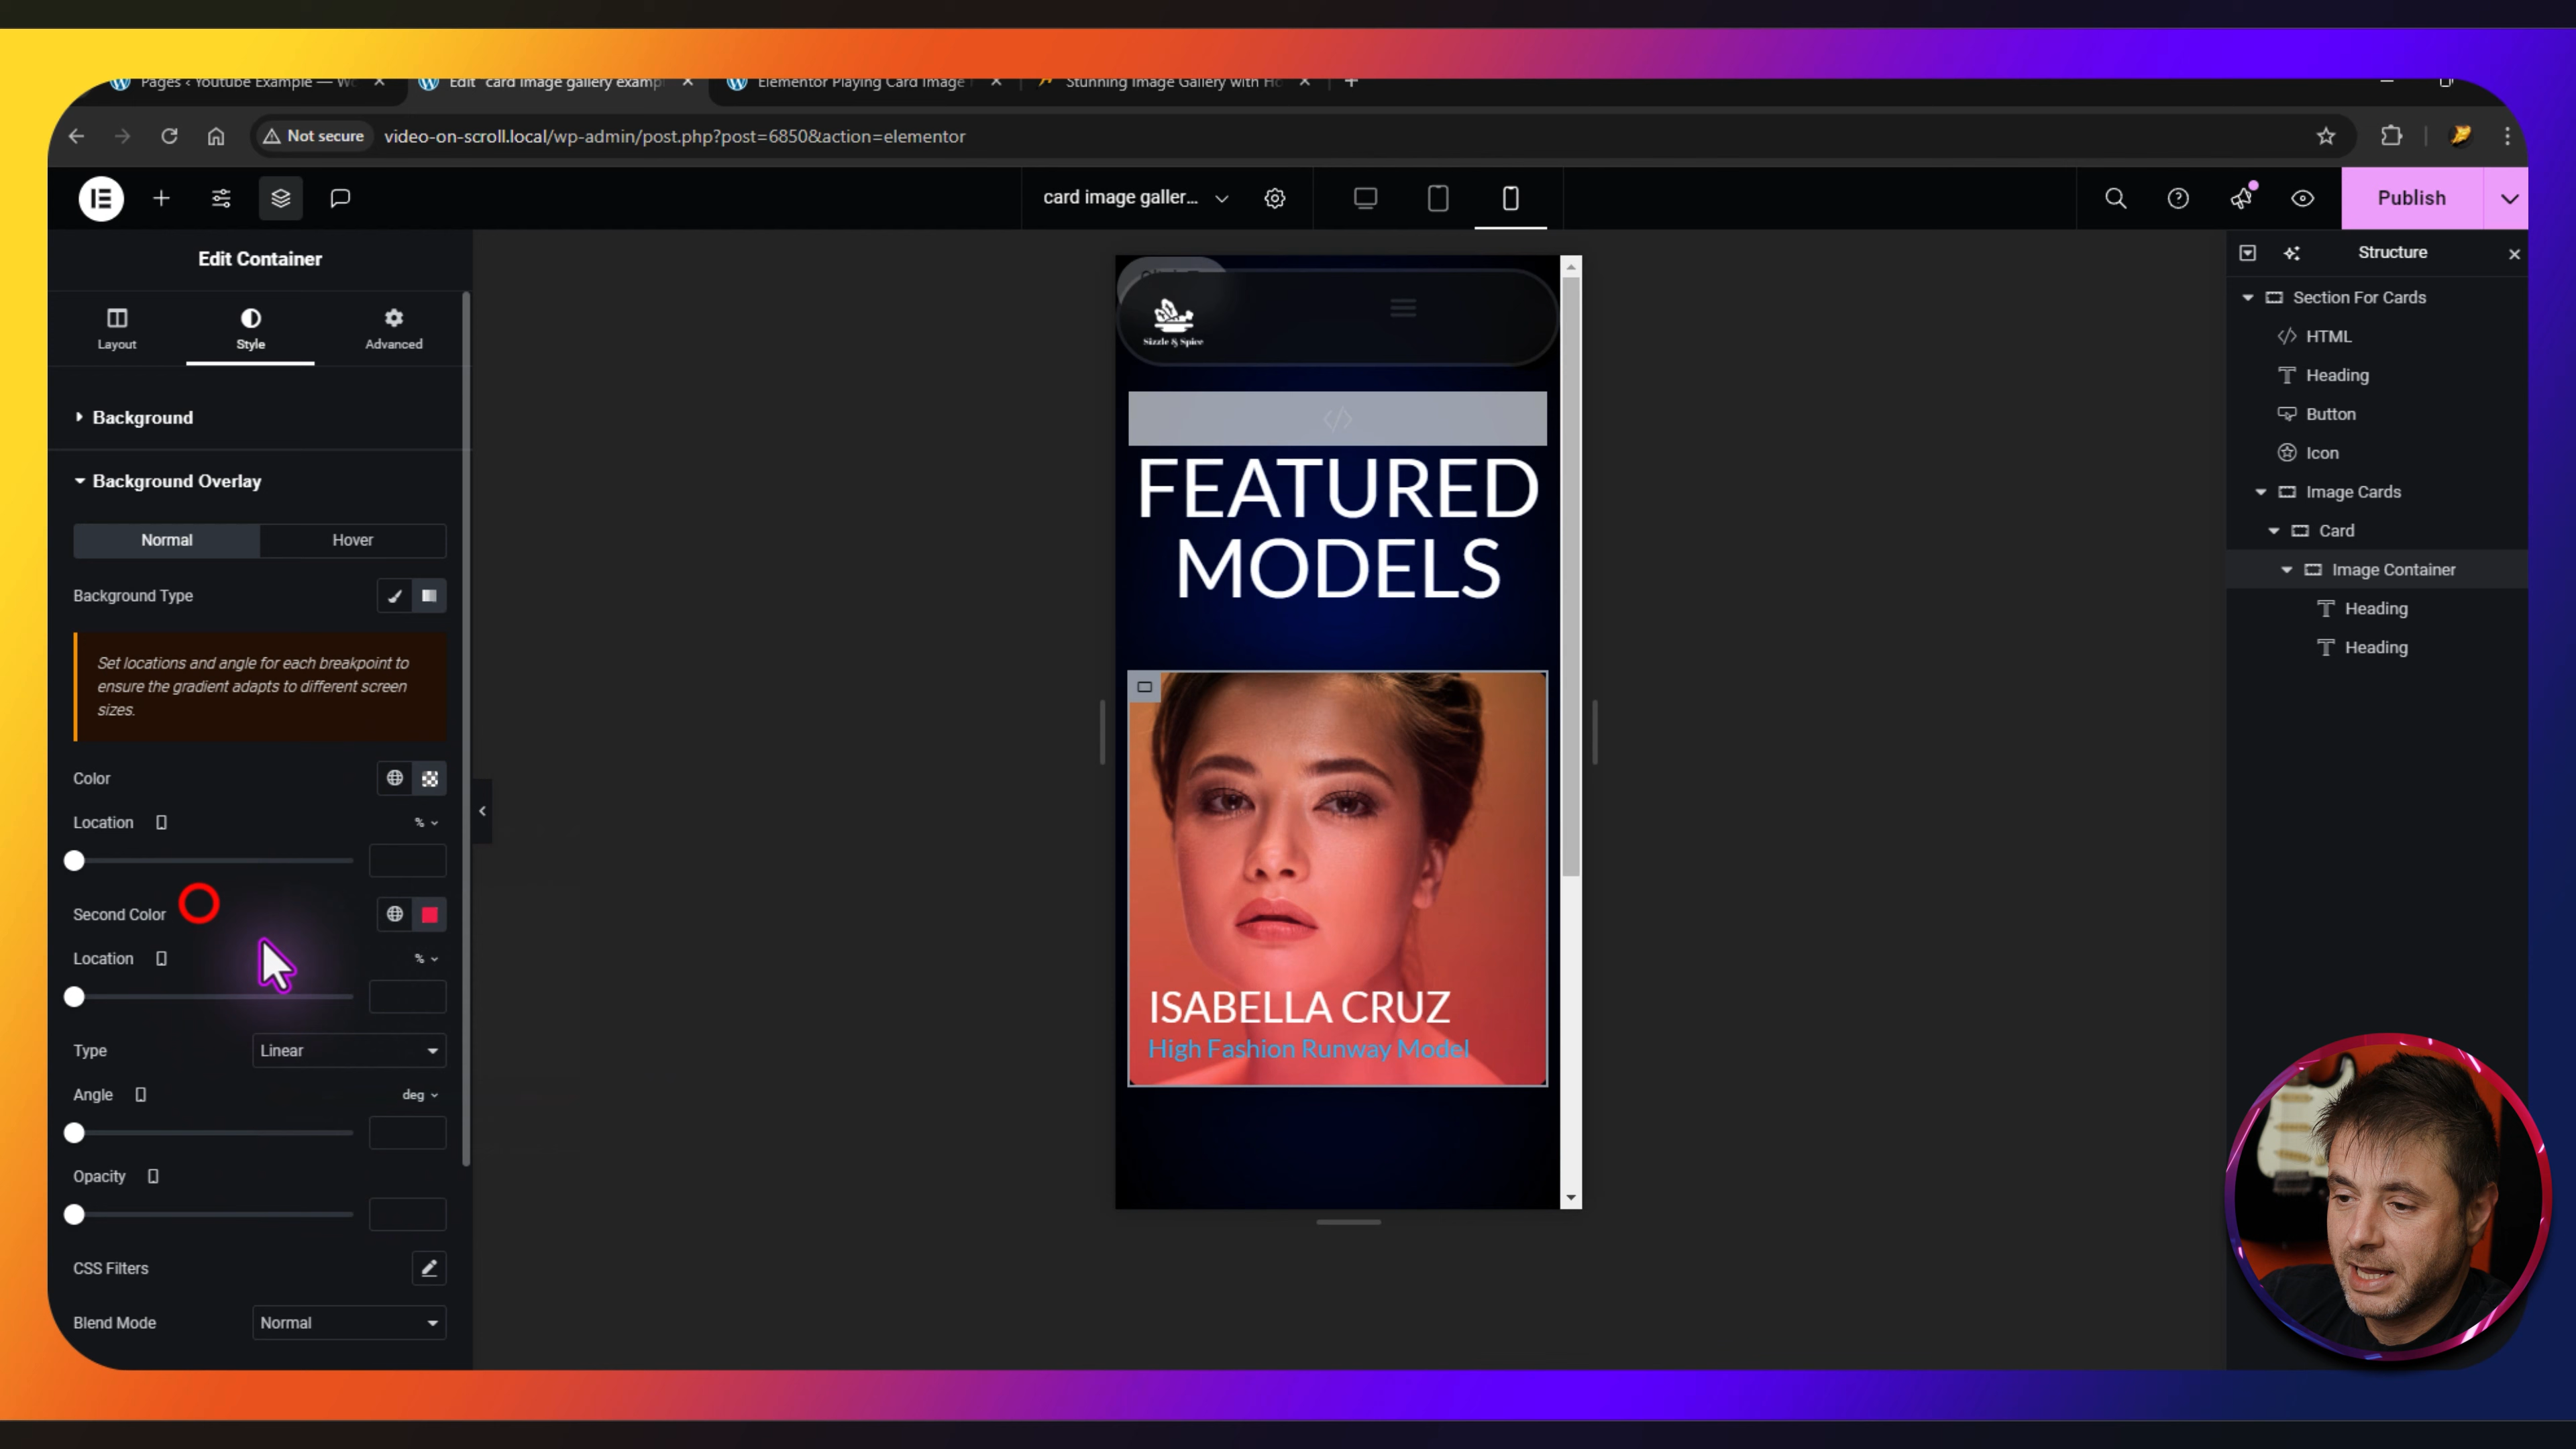 Pages ‹ Youtube Example — W
Edit "card image gallery examp
Elementor Playing Card Image
Stunning Image Gallery with Ho
Not secure
video-on-scroll.local/wp-admin/post.php?post=6850&action=elementor
card image galler...
Publish
Edit Container
Layout
Style
Advanced
Background
Background Overlay
Normal
Hover
Background Type
Set locations and angle for each breakpoint to
ensure the gradient adapts to different screen
sizes.
Color
Location
%
Second Color
Location
%
Type
Linear
Angle
deg
Opacity
CSS Filters
Blend Mode
Normal
Sizzle & Spice
FEATURED
MODELS
ISABELLA CRUZ
High Fashion Runway Model
Structure
Section For Cards
HTML
Heading
Button
Icon
Image Cards
Card
Image Container
Heading
Heading